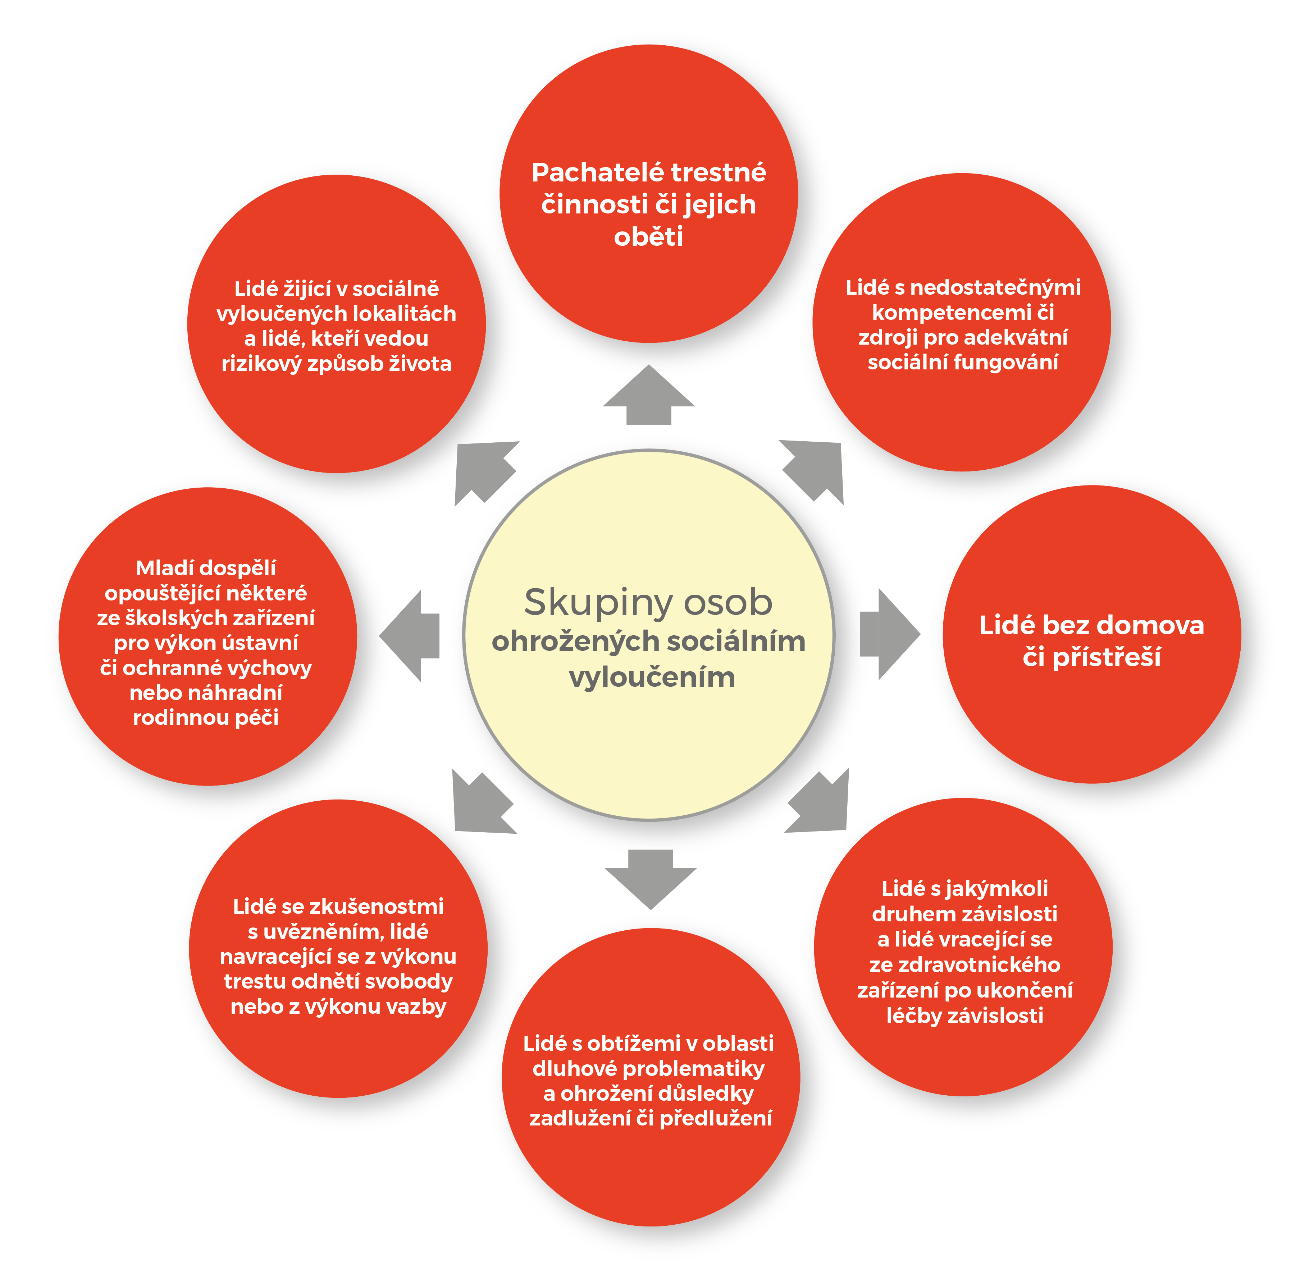 Pachatelé trestné
činnosti či jejich
oběti
Lidé s nedostatečnými
kompetencemi či
zdroji pro adekvátní
sociální fungování
Lidé bez domova
či přístřeší
Lidé s jakýmkoli
druhem závislosti
a lidé vracející se
ze zdravotnického
zařízení po ukončení
léčby závislosti
Lidé s obtížemi v oblasti
dluhové problematiky
a ohrožení důsledky
zadlužení či předlužení
Lidé se zkušenostmi
s uvězněním, lidé
navracející se z výkonu
trestu odnětí svobody
nebo z výkonu vazby
Mladí dospělí
opouštějící některé
ze školských zařízení
pro výkon ústavní
či ochranné výchovy
nebo náhradní
rodinnou péči
Lidé žijící v sociálně
vyloučených lokalitách
a lidé, kteří vedou
rizikový způsob života
Skupiny osob
ohrožených sociálním
vyloučením